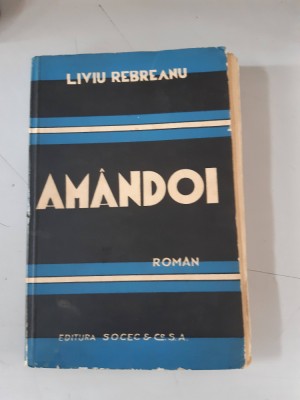 LIVIU REBREANU
AMÂNDOI
ROMAN
EDITURA SOCEC & Co. S.A.